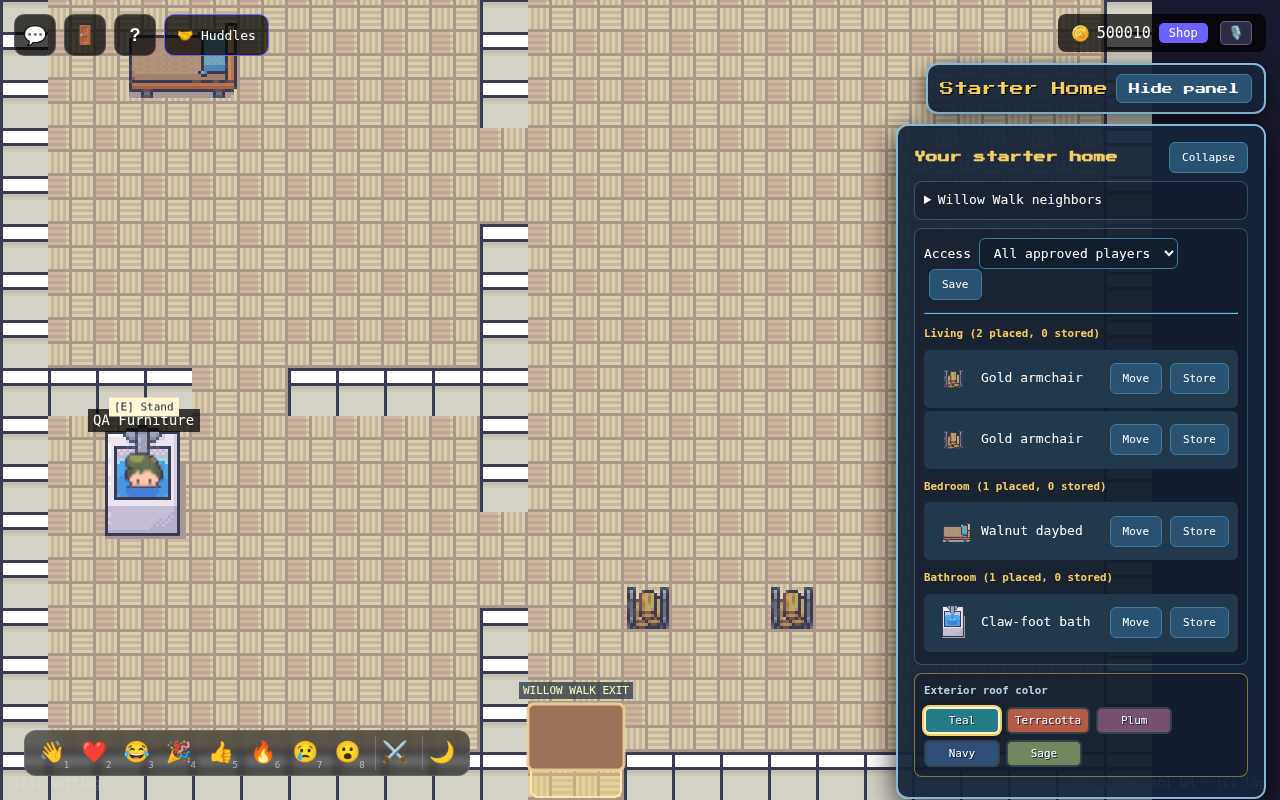 ? Huddles
500010 Shop
Starter Home Hide panel
Your starter home Collapse
Willow Walk neighbors
Access All approved players
Save
Living (2 placed, 0 stored)
Gold armchair Move Store
Gold armchair Move Store
Bedroom (1 placed, 0 stored)
Walnut daybed Move Store
Bathroom (1 placed, 0 stored)
Claw-foot bath Move Store
Exterior roof color
Teal Terracotta Plum
Navy Sage
[E] Stand
QA Furniture
WILLOW WALK EXIT
1 2 3 4 5 6 7 8